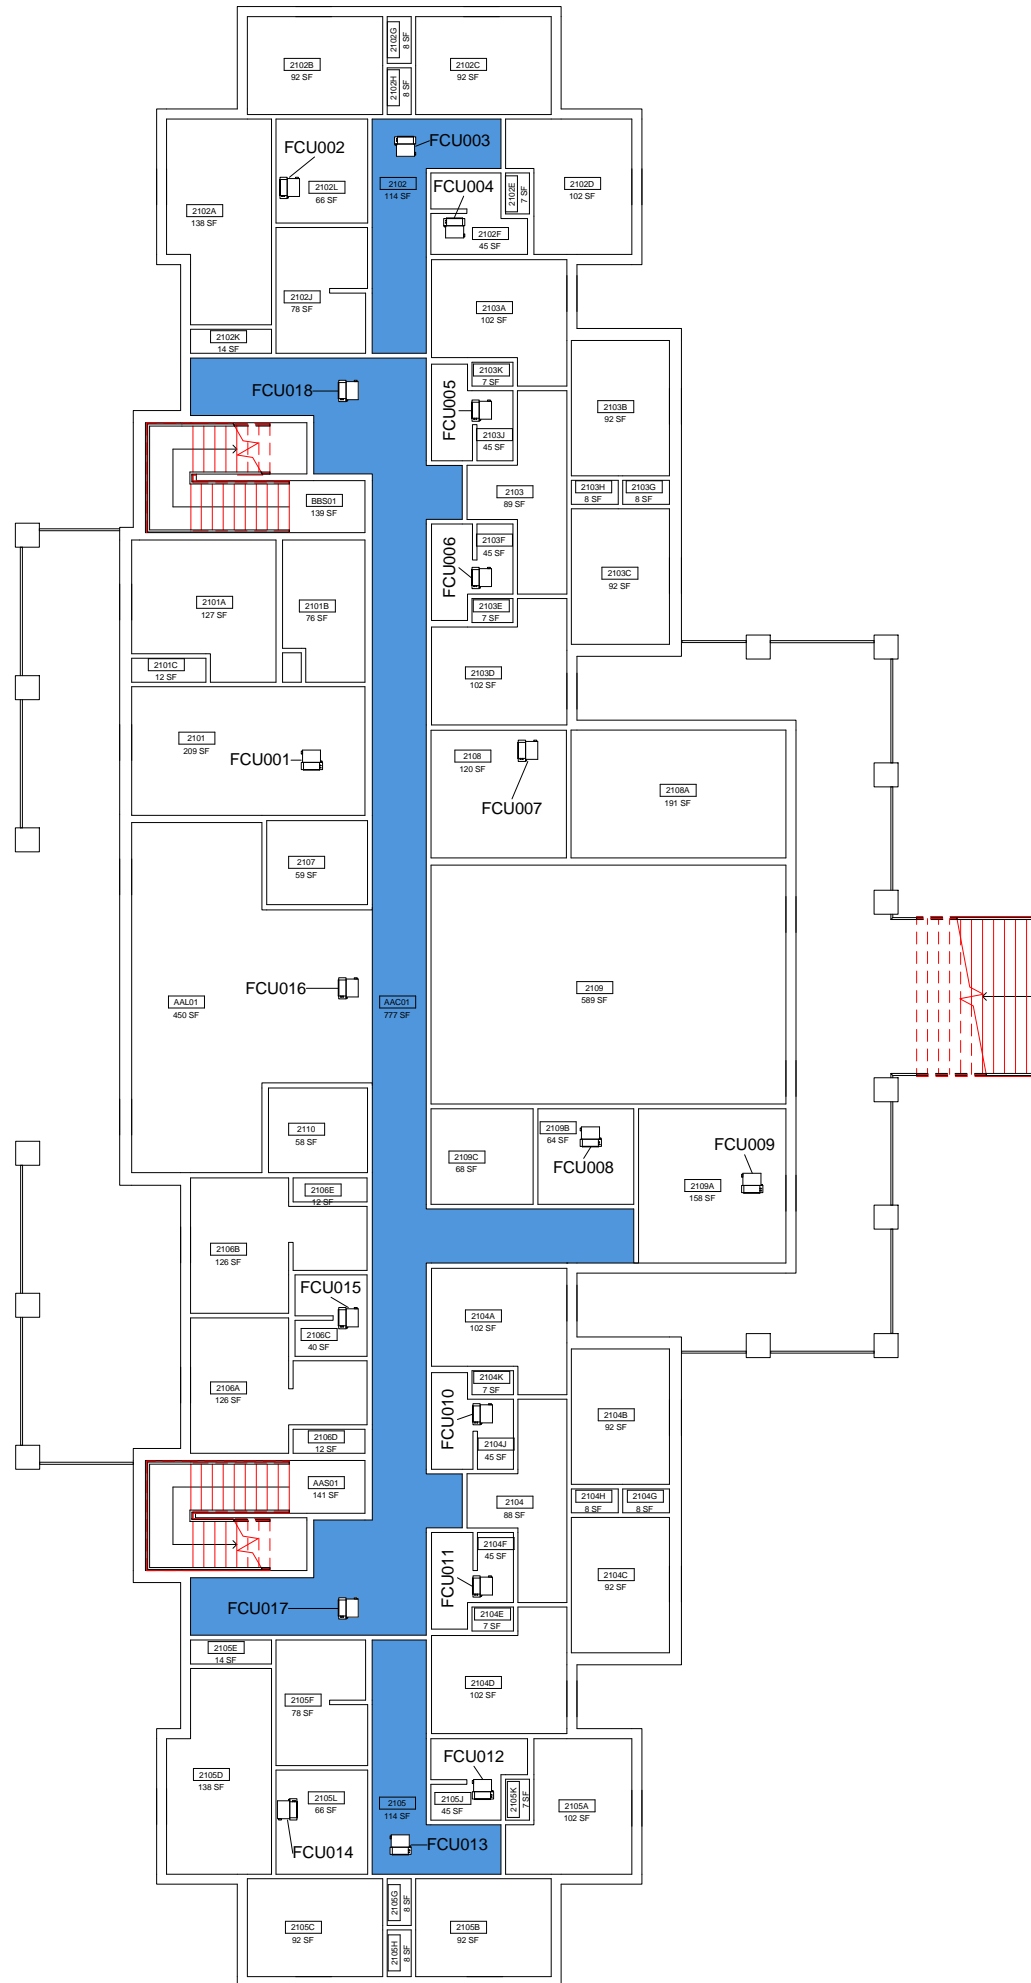 2102G
8 SF
2102B
92 SF
2102C
92 SF
2102H
8 SF
FCU003
FCU002
2102
114 SF
2102L
66 SF
FCU004
2102E
7 SF
2102D
102 SF
2102A
138 SF
2102F
45 SF
2102J
78 SF
2103A
102 SF
2102K
14 SF
2103K
7 SF
FCU018
FCU005
2103B
92 SF
2103J
45 SF
BBS01
139 SF
2103
89 SF
2103H
8 SF
2103G
8 SF
FCU006
2103F
45 SF
2103C
92 SF
2101A
127 SF
2101B
76 SF
2103E
7 SF
2101C
12 SF
2103D
102 SF
2101
209 SF
FCU001
2108
120 SF
FCU007
2108A
191 SF
2107
59 SF
FCU016
AAL01
450 SF
AAC01
777 SF
2109
589 SF
2110
58 SF
2109C
68 SF
2109B
64 SF
FCU008
FCU009
2109A
158 SF
2106E
12 SF
2106B
126 SF
FCU015
2106C
40 SF
2104A
102 SF
2106A
126 SF
2104K
7 SF
FCU010
2104B
92 SF
2106D
12 SF
2104J
45 SF
AAS01
141 SF
2104
88 SF
2104H
8 SF
2104G
8 SF
FCU011
2104F
45 SF
2104C
92 SF
FCU017
2104E
7 SF
2105E
14 SF
2105F
78 SF
2104D
102 SF
2105D
138 SF
FCU012
2105L
66 SF
2105
114 SF
2105J
45 SF
2105K
7 SF
2105A
102 SF
FCU014
FCU013
2105G
8 SF
2105C
92 SF
2105B
92 SF
2105H
8 SF